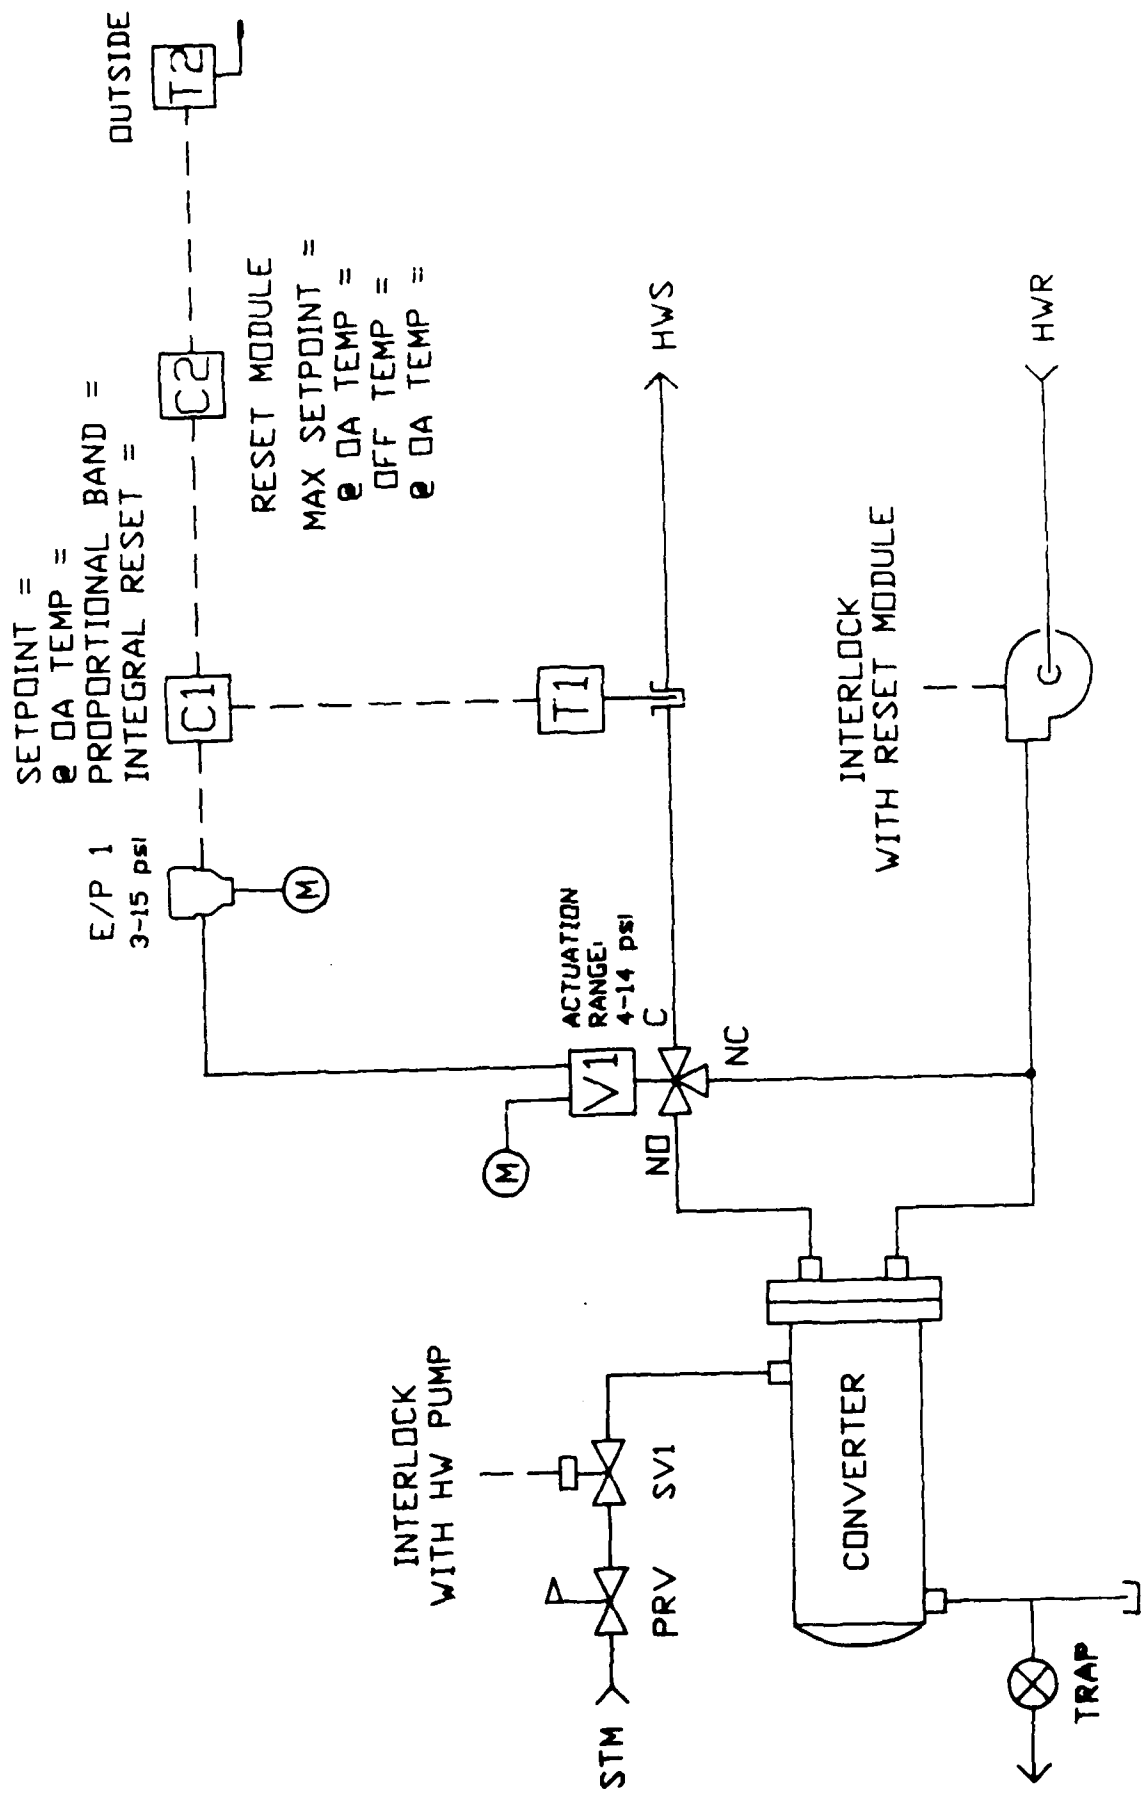 OUTSIDE
T2
C2
RESET MODULE
MAX SETPOINT =
@ OA TEMP =
OFF TEMP =
@ OA TEMP =
SETPOINT =
@ OA TEMP =
PROPORTIONAL BAND =
INTEGRAL RESET =
C1
E/P 1
3-15 psi
M
T1
HWS
HWR
INTERLOCK
WITH RESET MODULE
ACTUATION
RANGE:
4-14 psi
V1
M
C
NC
NO
INTERLOCK
WITH HW PUMP
SV1
PRV
STM
CONVERTER
TRAP